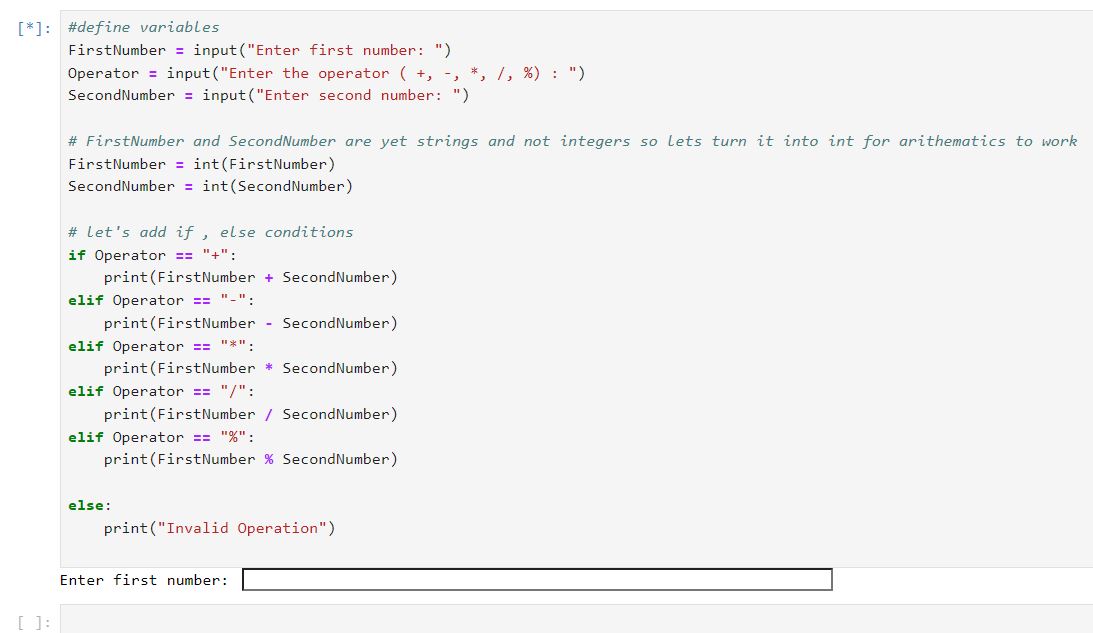 [*]: #define variables
FirstNumber = input("Enter first number: ")
Operator = input("Enter the operator ( +, -, *, /, %) : ")
SecondNumber = input("Enter second number: ")

# FirstNumber and SecondNumber are yet strings and not integers so lets turn it into int for arithematics to work
FirstNumber = int(FirstNumber)
SecondNumber = int(SecondNumber)

# let's add if , else conditions
if Operator == "+":
    print(FirstNumber + SecondNumber)
elif Operator == "-":
    print(FirstNumber - SecondNumber)
elif Operator == "*":
    print(FirstNumber * SecondNumber)
elif Operator == "/":
    print(FirstNumber / SecondNumber)
elif Operator == "%":
    print(FirstNumber % SecondNumber)

else:
    print("Invalid Operation")

Enter first number:
[ ]: